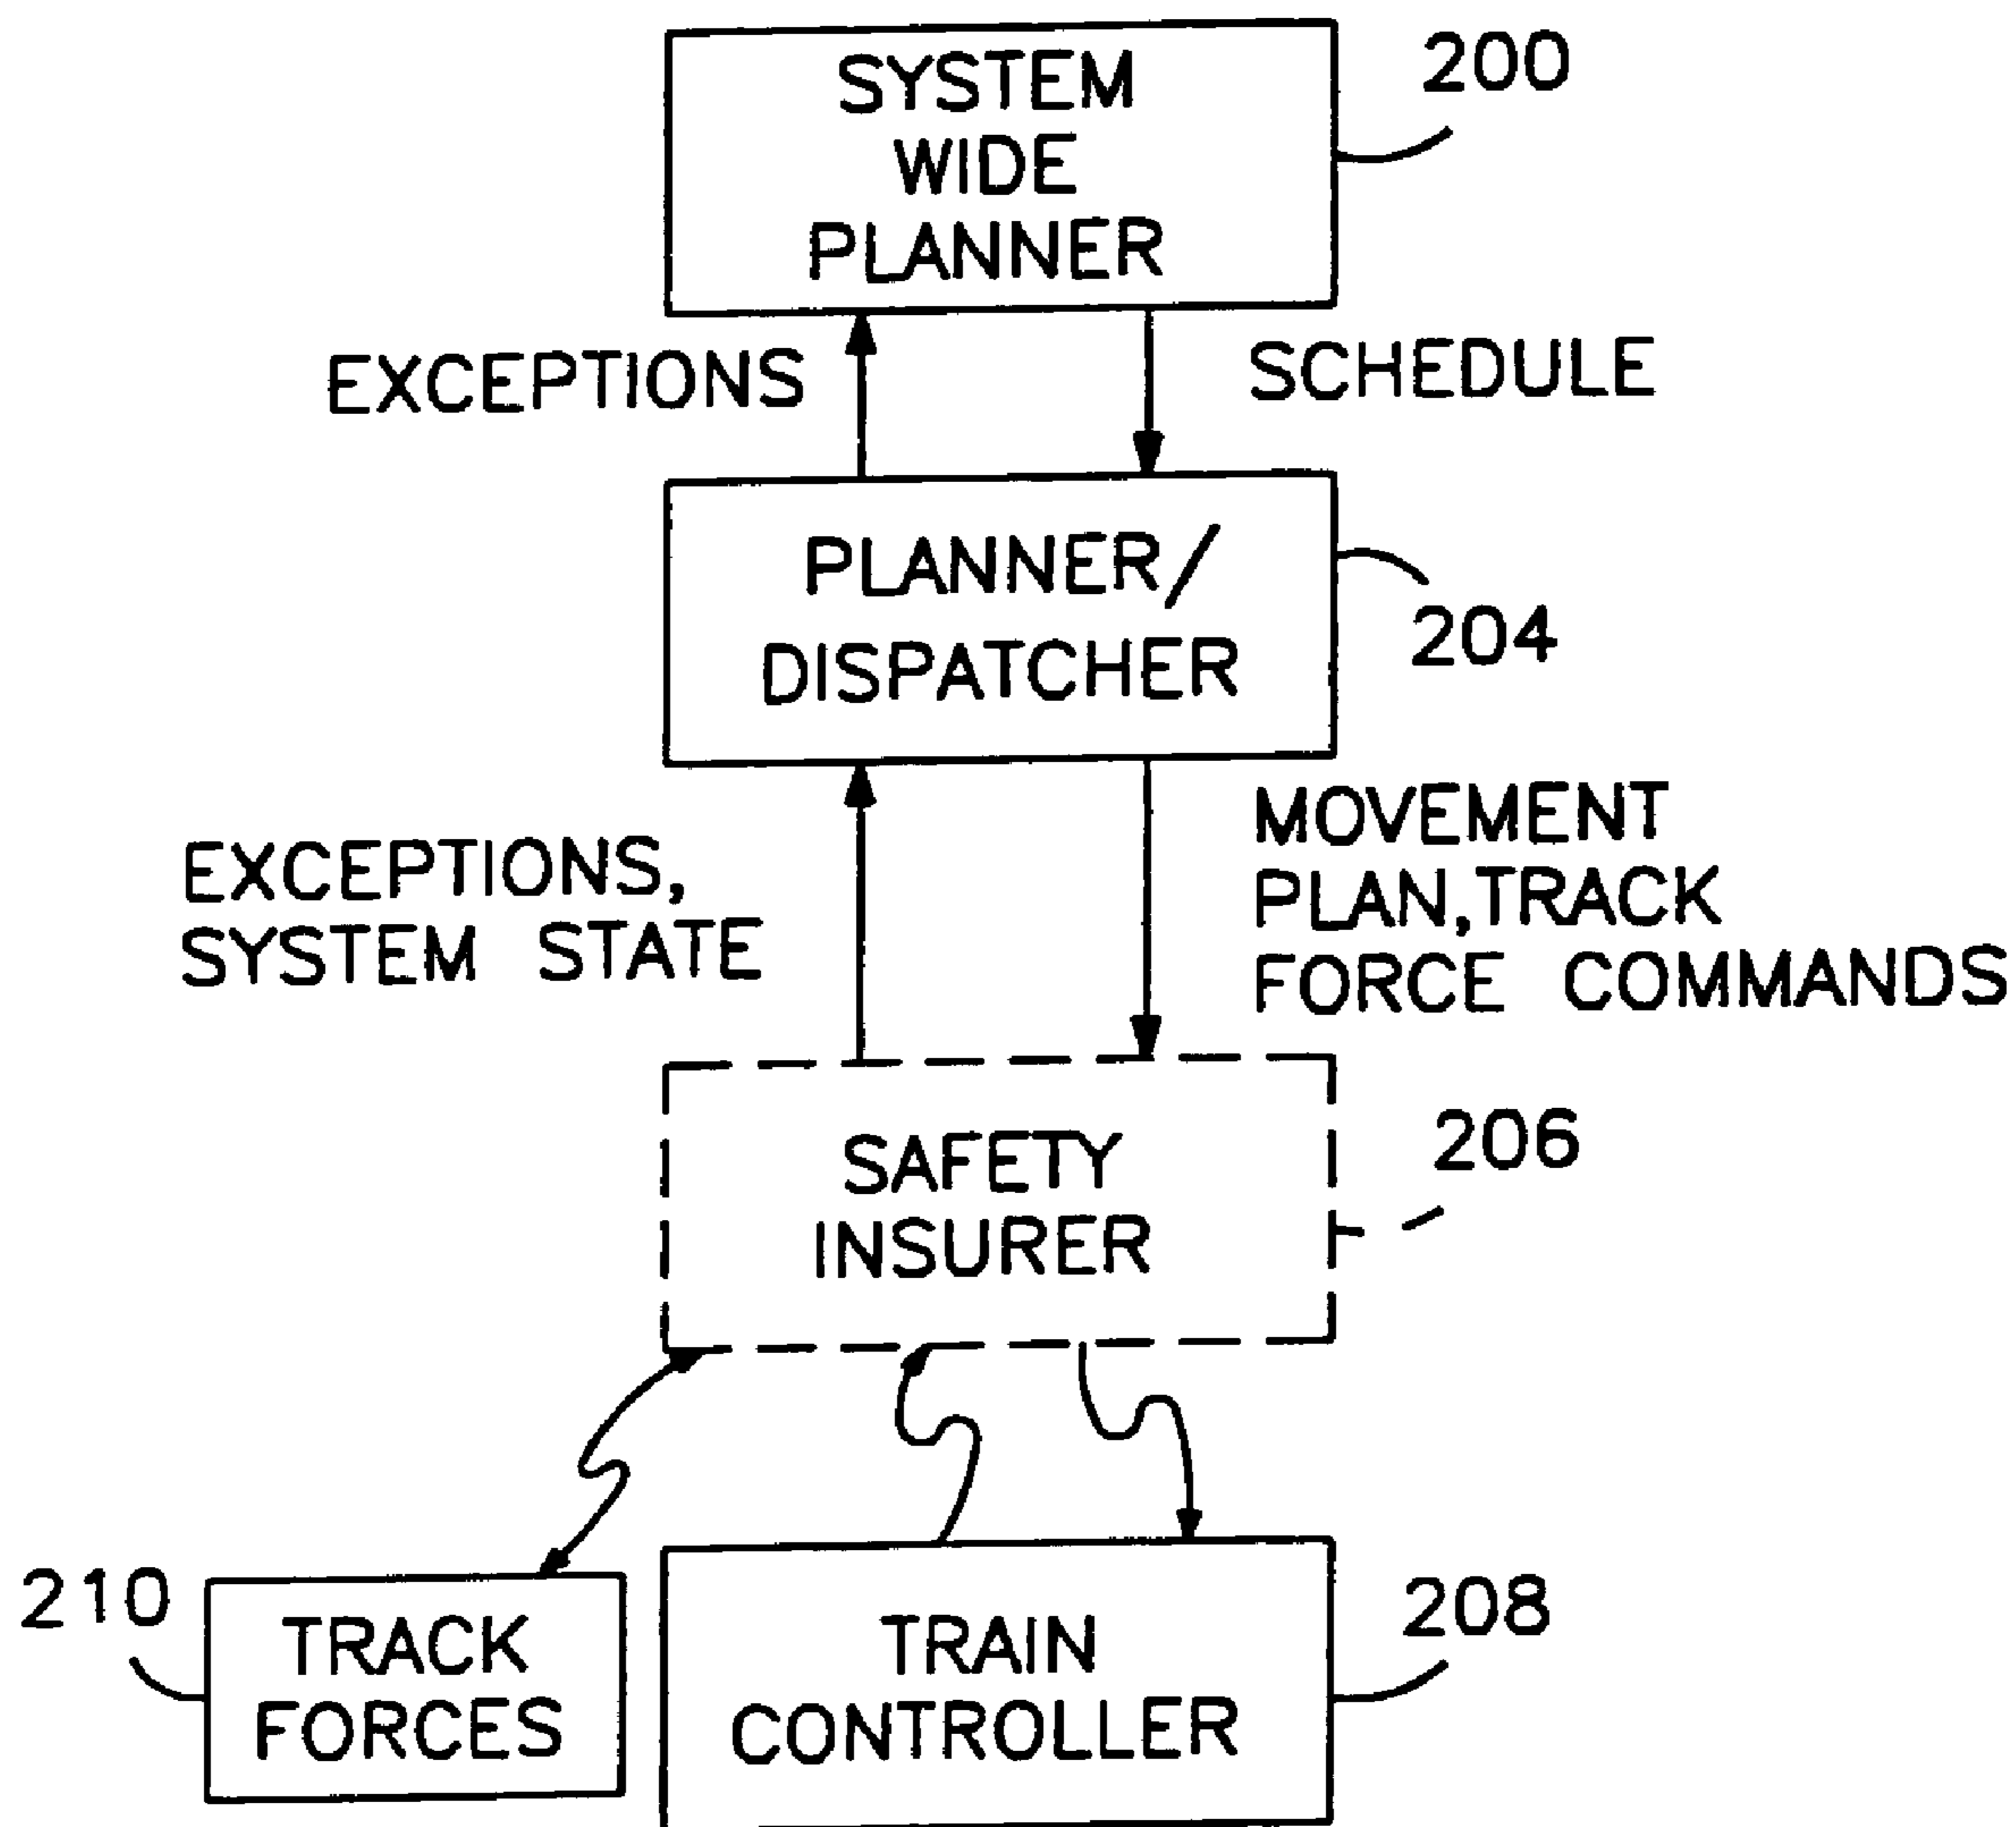 SYSTEM
WIDE
PLANNER
200
EXCEPTIONS
SCHEDULE
PLANNER/
DISPATCHER
204
EXCEPTIONS,
SYSTEM STATE
MOVEMENT
PLAN,TRACK
FORCE COMMANDS
SAFETY
INSURER
206
210
TRACK
FORCES
TRAIN
CONTROLLER
208